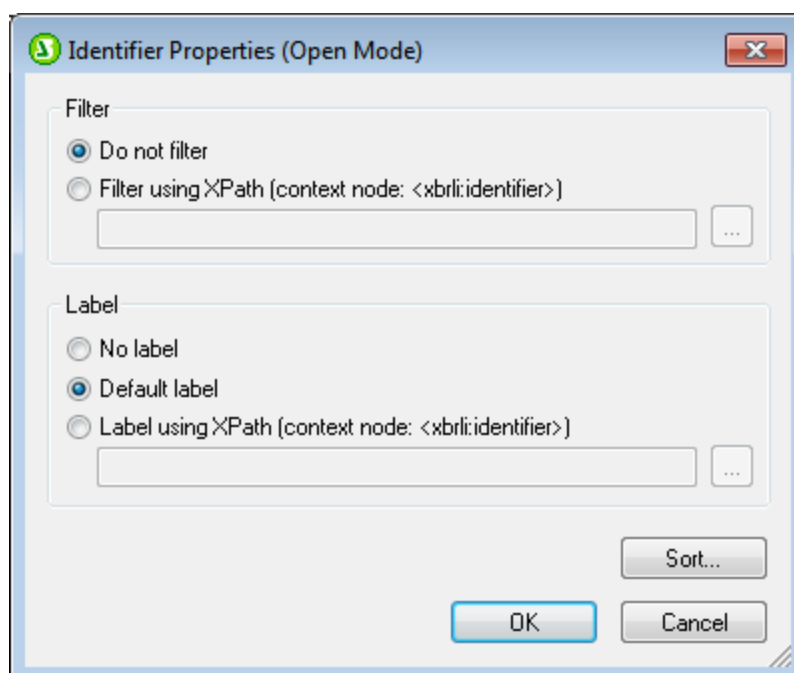 Identifier Properties (Open Mode)
Filter
Do not filter
Filter using XPath (context node: <xbrli:identifier>)
...
Label
No label
Default label
Label using XPath (context node: <xbrli:identifier>)
...
Sort...
OK
Cancel